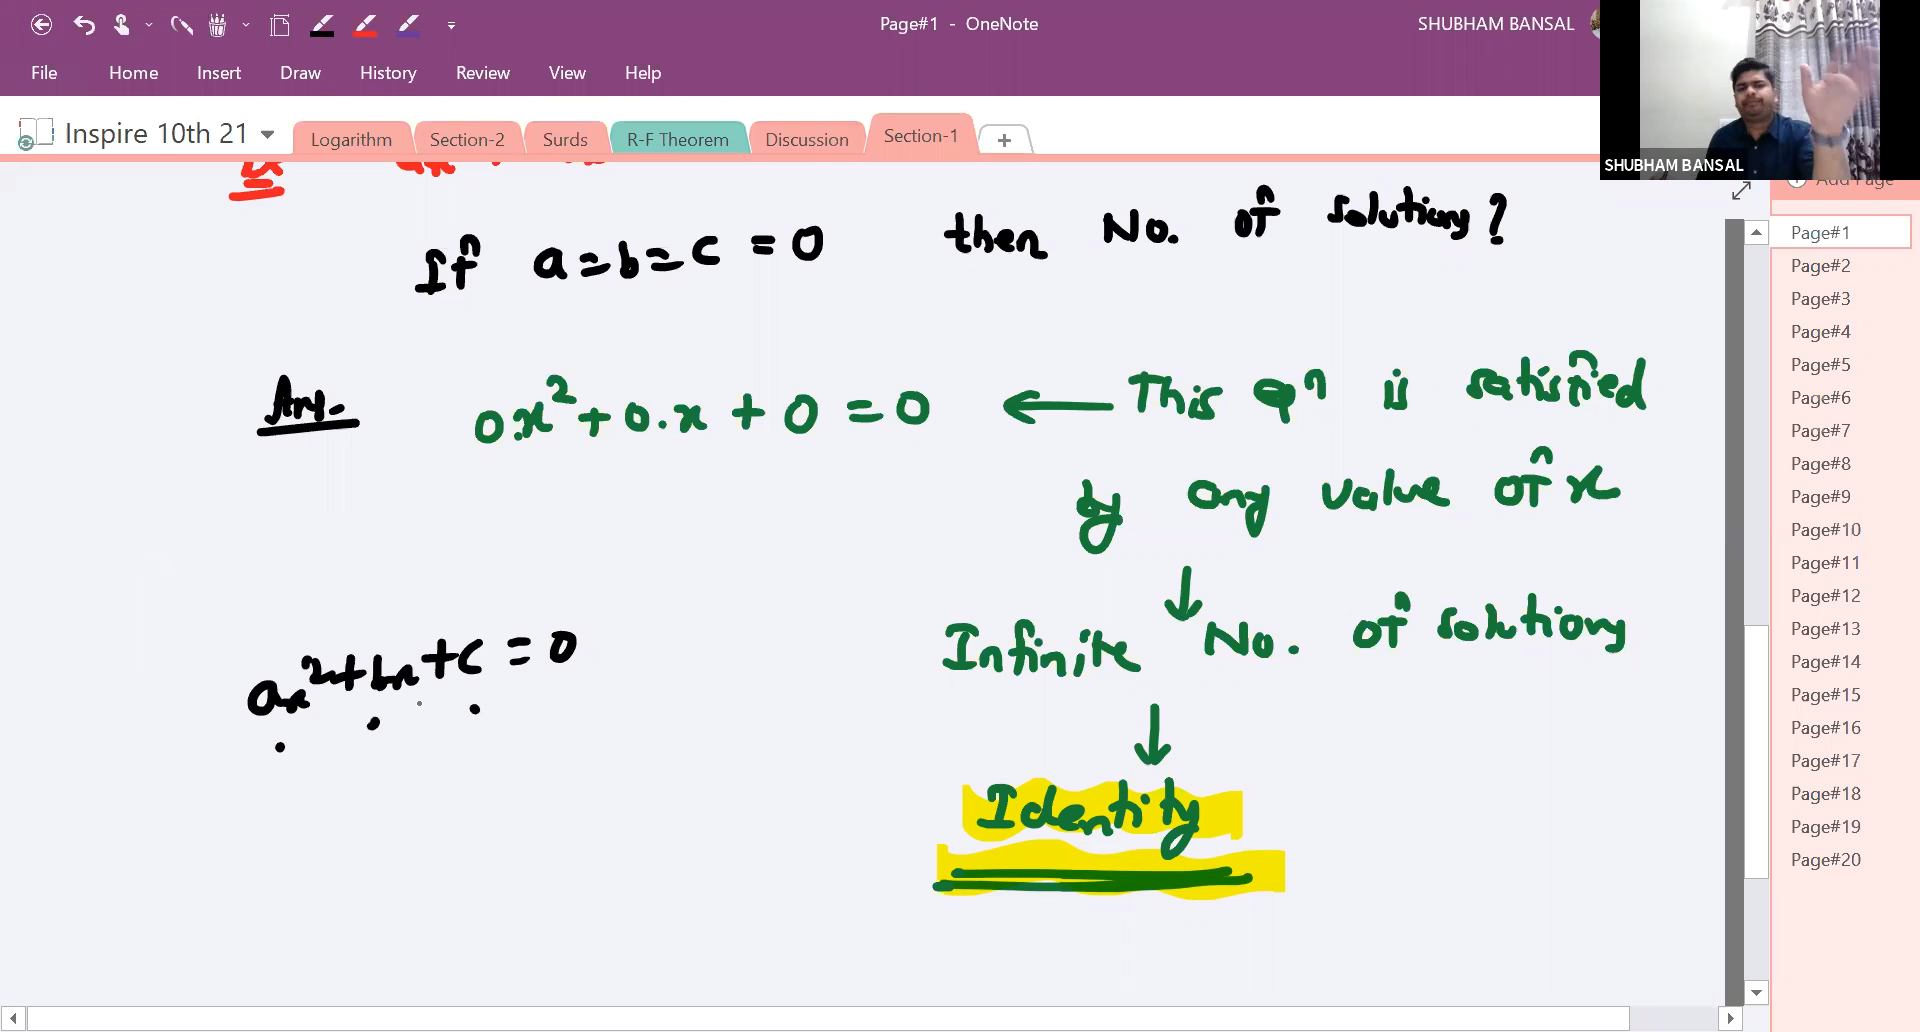 Page#1 - OneNote
SHUBHAM BANSAL
File Home Insert Draw History Review View Help
Inspire 10th 21
Logarithm Section-2 Surds R-F Theorem Discussion Section-1 +
SHUBHAM BANSAL
Add Page
If a=b=c=0 then No. of solutions?
Ans.
0.x²+0.x+0=0 ← This Eqⁿ is satisfied
by any value of x
↓
Infinite No. of solutions
↓
Identity
ax²+bx+c=0
Page#1
Page#2
Page#3
Page#4
Page#5
Page#6
Page#7
Page#8
Page#9
Page#10
Page#11
Page#12
Page#13
Page#14
Page#15
Page#16
Page#17
Page#18
Page#19
Page#20